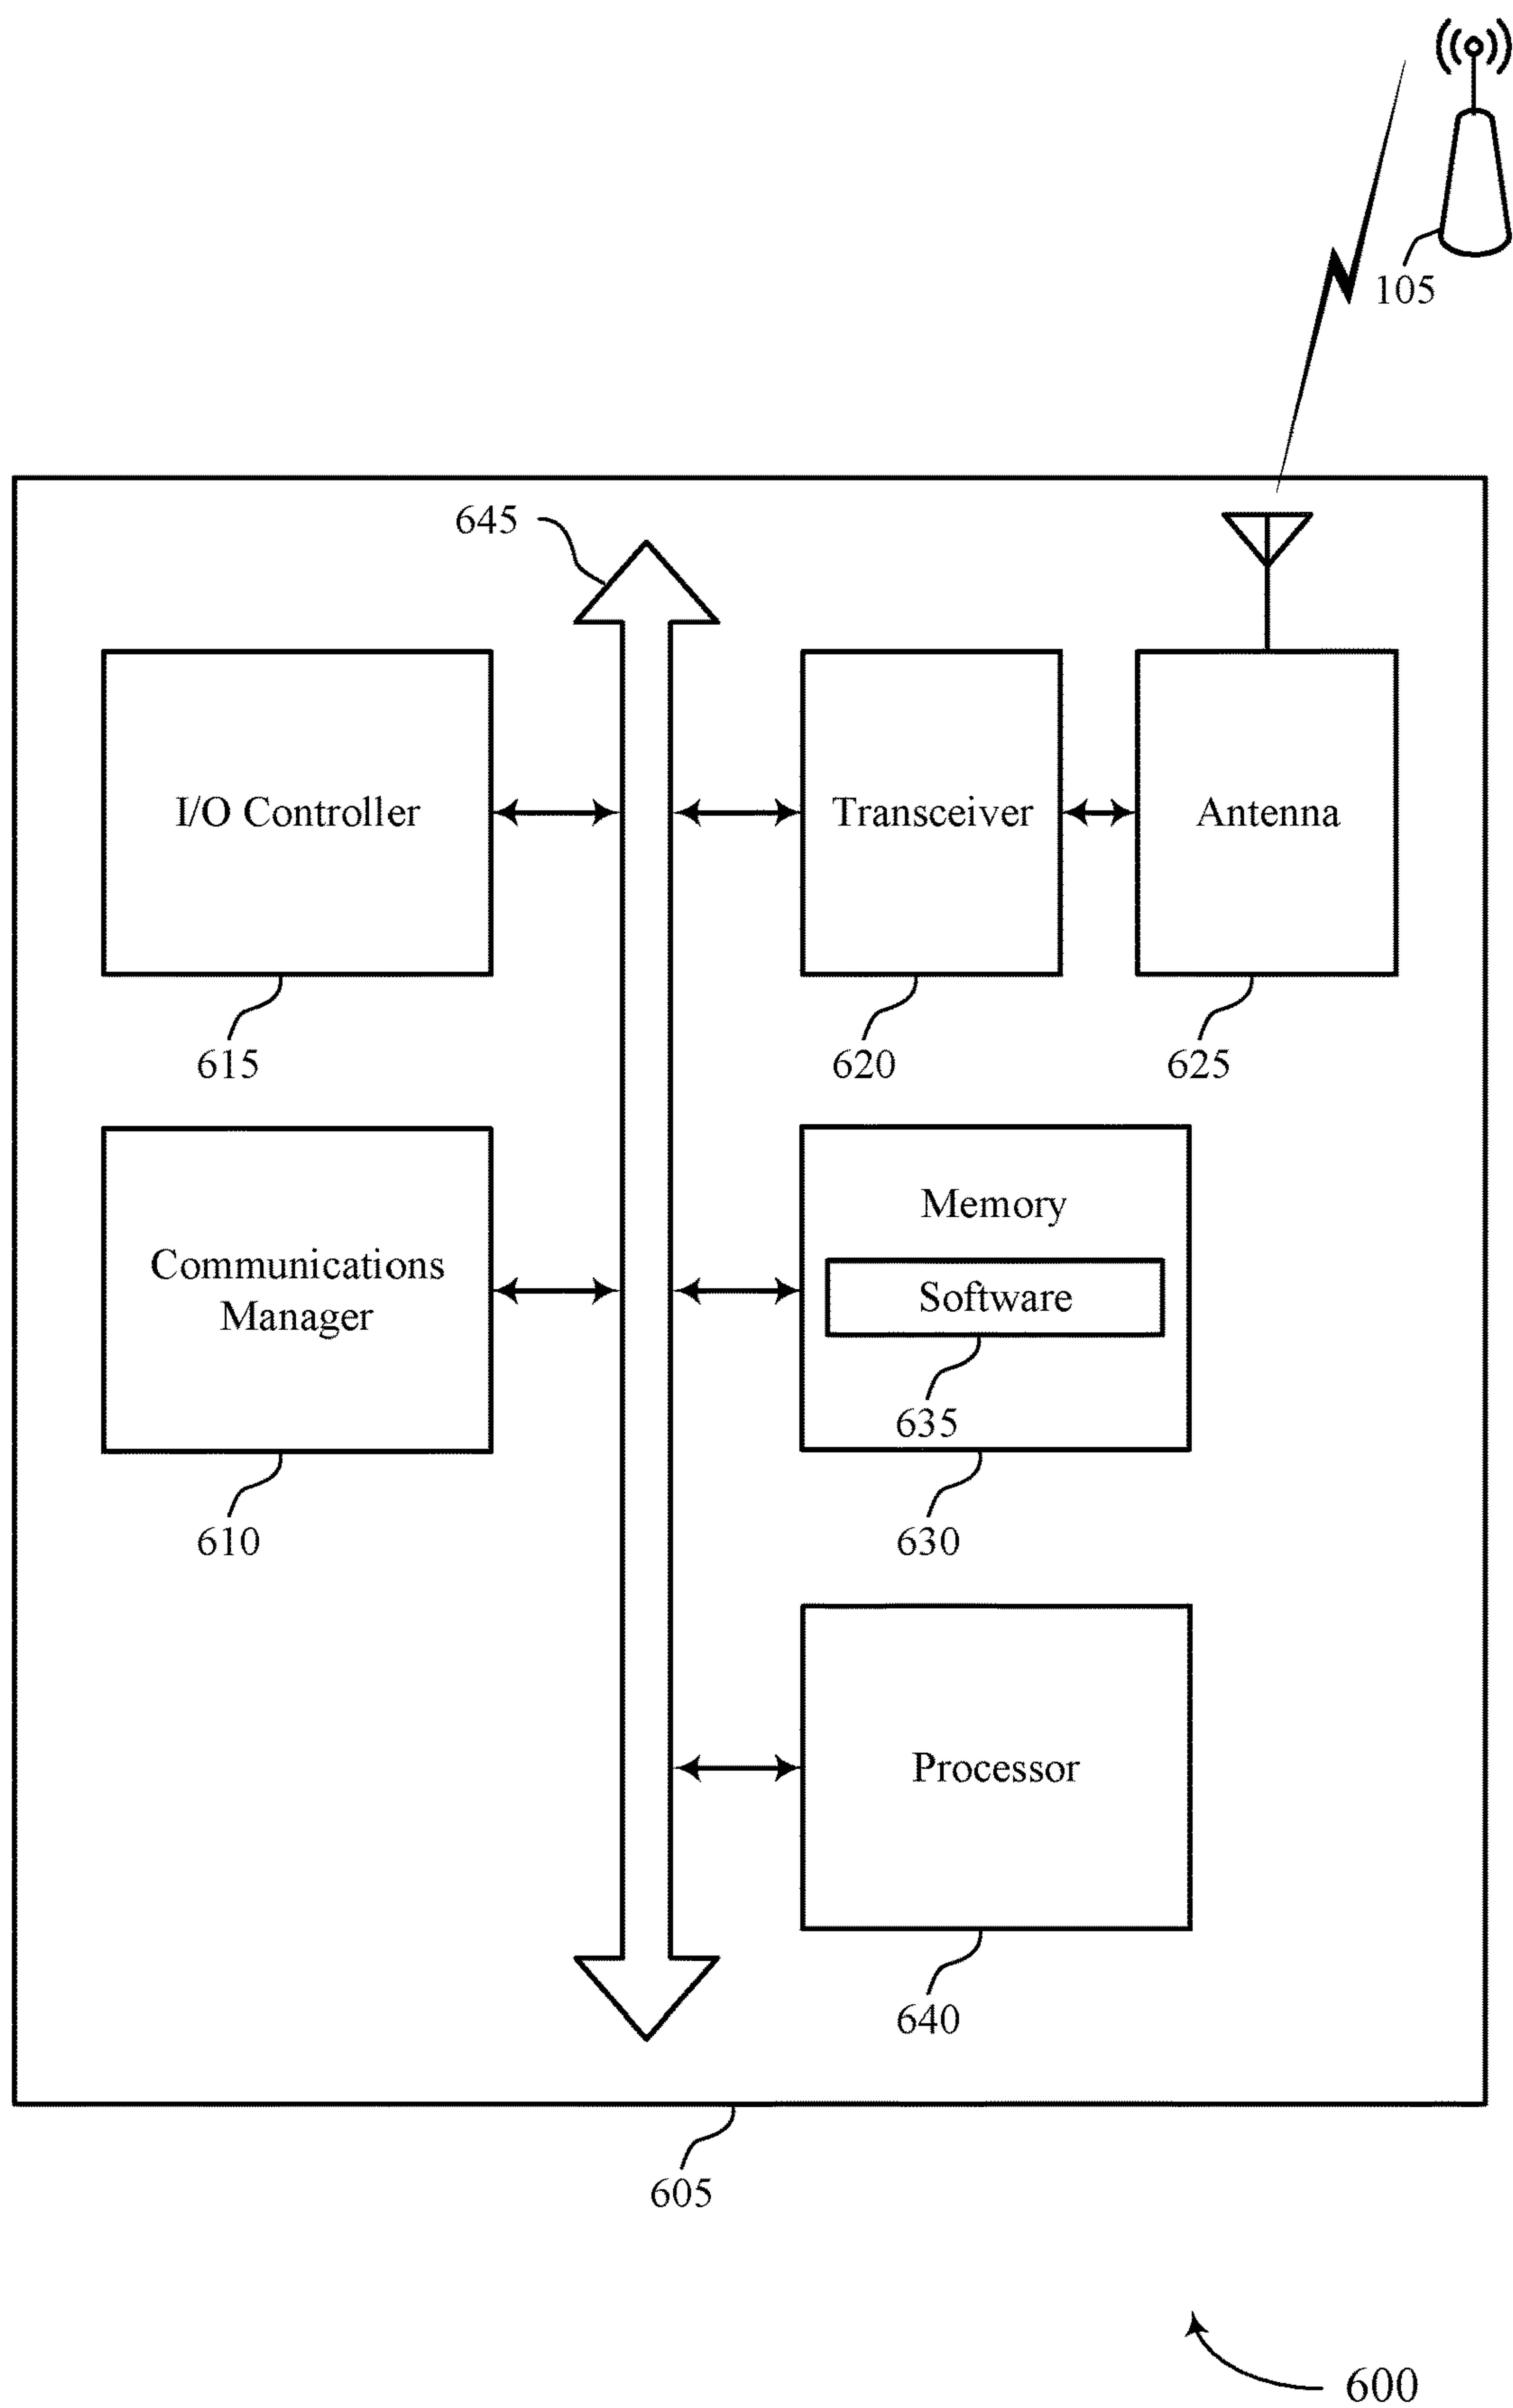 105
645
I/O Controller
Transceiver
Antenna
615
620
625
Communications
Manager
Memory
Software
635
610
630
Processor
640
605
600